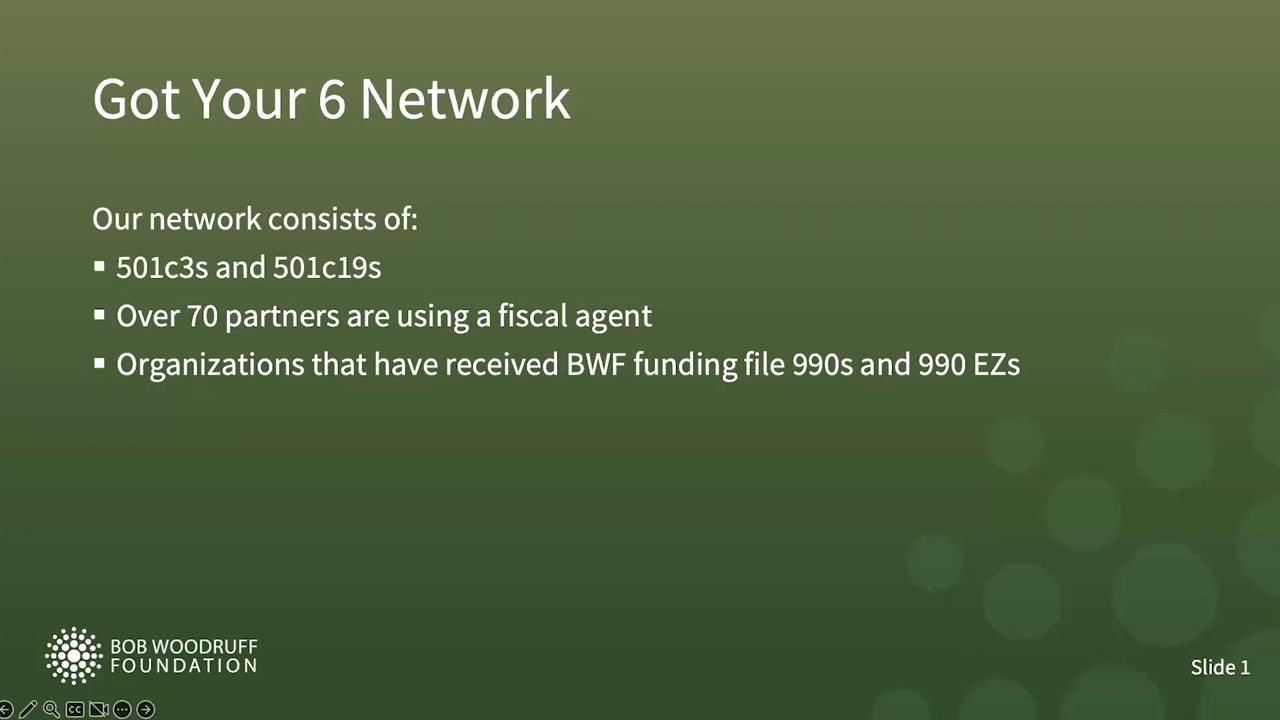 Got Your 6 Network
Our network consists of:
▪ 501c3s and 501c19s
▪ Over 70 partners are using a fiscal agent
▪ Organizations that have received BWF funding file 990s and 990 EZs
BOB WOODRUFF
FOUNDATION
Slide 1
CC